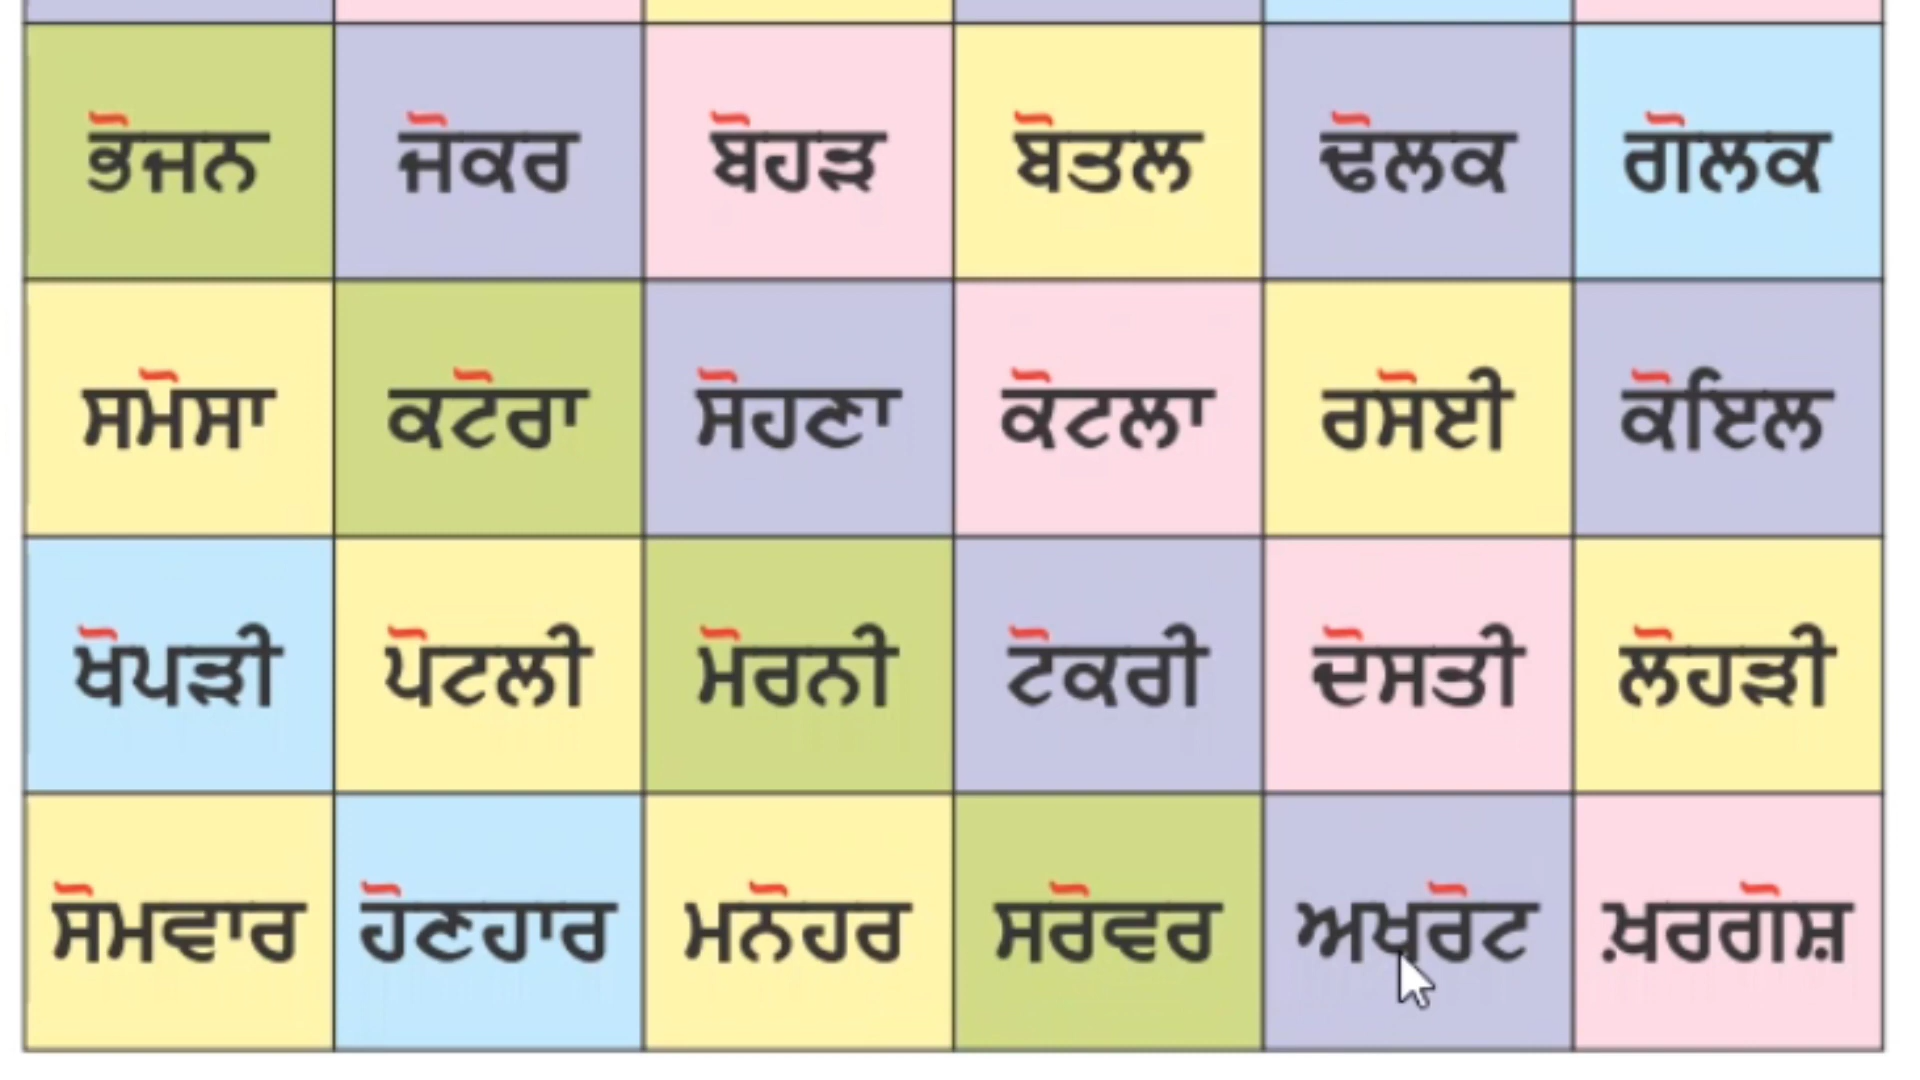 ਭੋਜਨ ਜੋਕਰ ਬੋਹੜ ਬੋਤਲ ਢੋਲਕ ਗੋਲਕ
ਸਮੋਸਾ ਕਟੋਰਾ ਸੋਹਣਾ ਕੋਟਲਾ ਰਸੋਈ ਕੋਇਲ
ਖੋਪੜੀ ਪੋਟਲੀ ਮੋਰਨੀ ਟੋਕਰੀ ਦੋਸਤੀ ਲੋਹੜੀ
ਸੋਮਵਾਰ ਹੋਣਹਾਰ ਮਨੋਹਰ ਸਰੋਵਰ ਅਖਰੋਟ ਖ਼ਰਗੋਸ਼